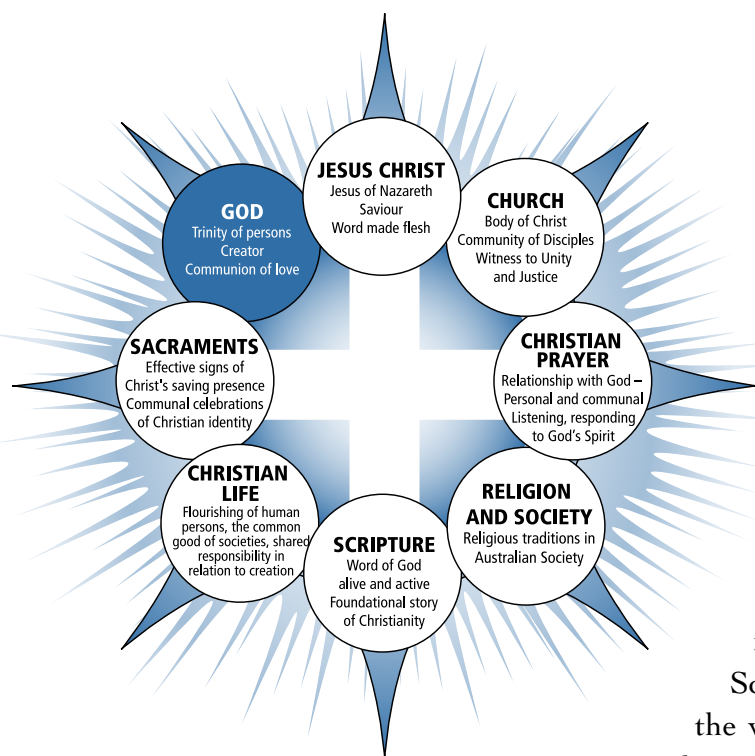 JESUS CHRIST
Jesus of Nazareth
Saviour
Word made flesh
CHURCH
Body of Christ
Community of Disciples
Witness to Unity
and Justice
CHRISTIAN
PRAYER
Relationship with God –
Personal and communal
Listening, responding
to God's Spirit
RELIGION
AND SOCIETY
Religious traditions in
Australian Society
SCRIPTURE
Word of God
alive and active
Foundational story
of Christianity
CHRISTIAN
LIFE
Flourishing of human
persons, the common
good of societies, shared
responsibility in
relation to creation
SACRAMENTS
Effective signs of
Christ's saving presence
Communal celebrations
of Christian identity
GOD
Trinity of persons
Creator
Communion of love
the